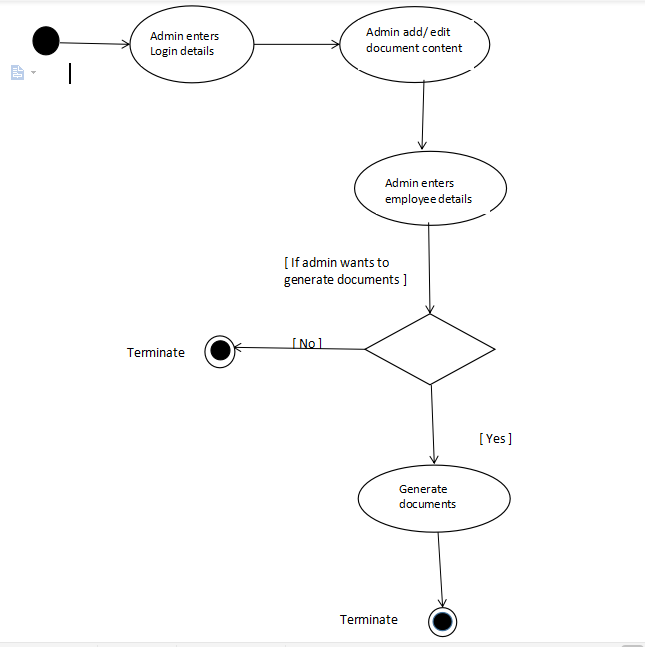 Admin enters
Login details
Admin add/ edit
document content
Admin enters
employee details
[ If admin wants to
generate documents ]
[ No ]
Terminate
[ Yes ]
Generate
documents
Terminate